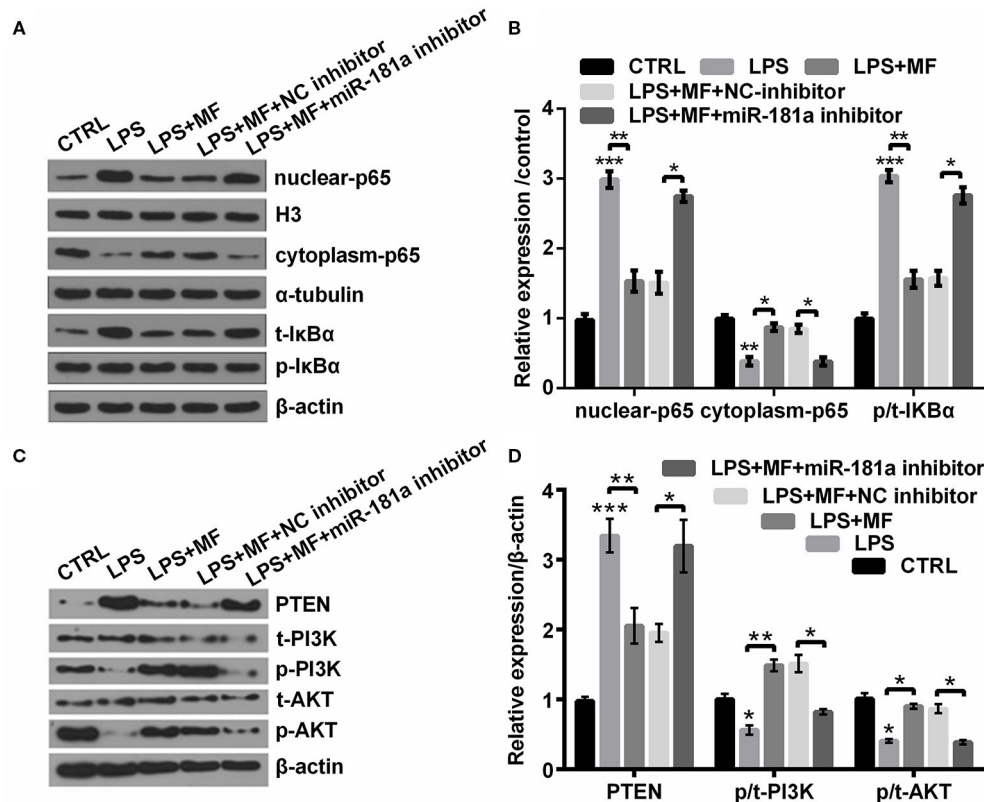 A
CTRL
LPS
LPS+MF
LPS+MF+NC inhibitor
LPS+MF+miR-181a inhibitor
nuclear-p65
H3
cytoplasm-p65
α-tubulin
t-IκBα
p-IκBα
β-actin
B
CTRL LPS LPS+MF
LPS+MF+NC-inhibitor
LPS+MF+miR-181a inhibitor
Relative expression /control
4
3
2
1
0
*** ** *
** * *
*** ** *
nuclear-p65 cytoplasm-p65 p/t-IKBα
C
CTRL
LPS
LPS+MF
LPS+MF+NC inhibitor
LPS+MF+miR-181a inhibitor
PTEN
t-PI3K
p-PI3K
t-AKT
p-AKT
β-actin
D
LPS+MF+miR-181a inhibitor
LPS+MF+NC inhibitor
LPS+MF
LPS
CTRL
Relative expression/β-actin
4
3
2
1
0
*** ** *
* ** *
* * *
PTEN p/t-PI3K p/t-AKT